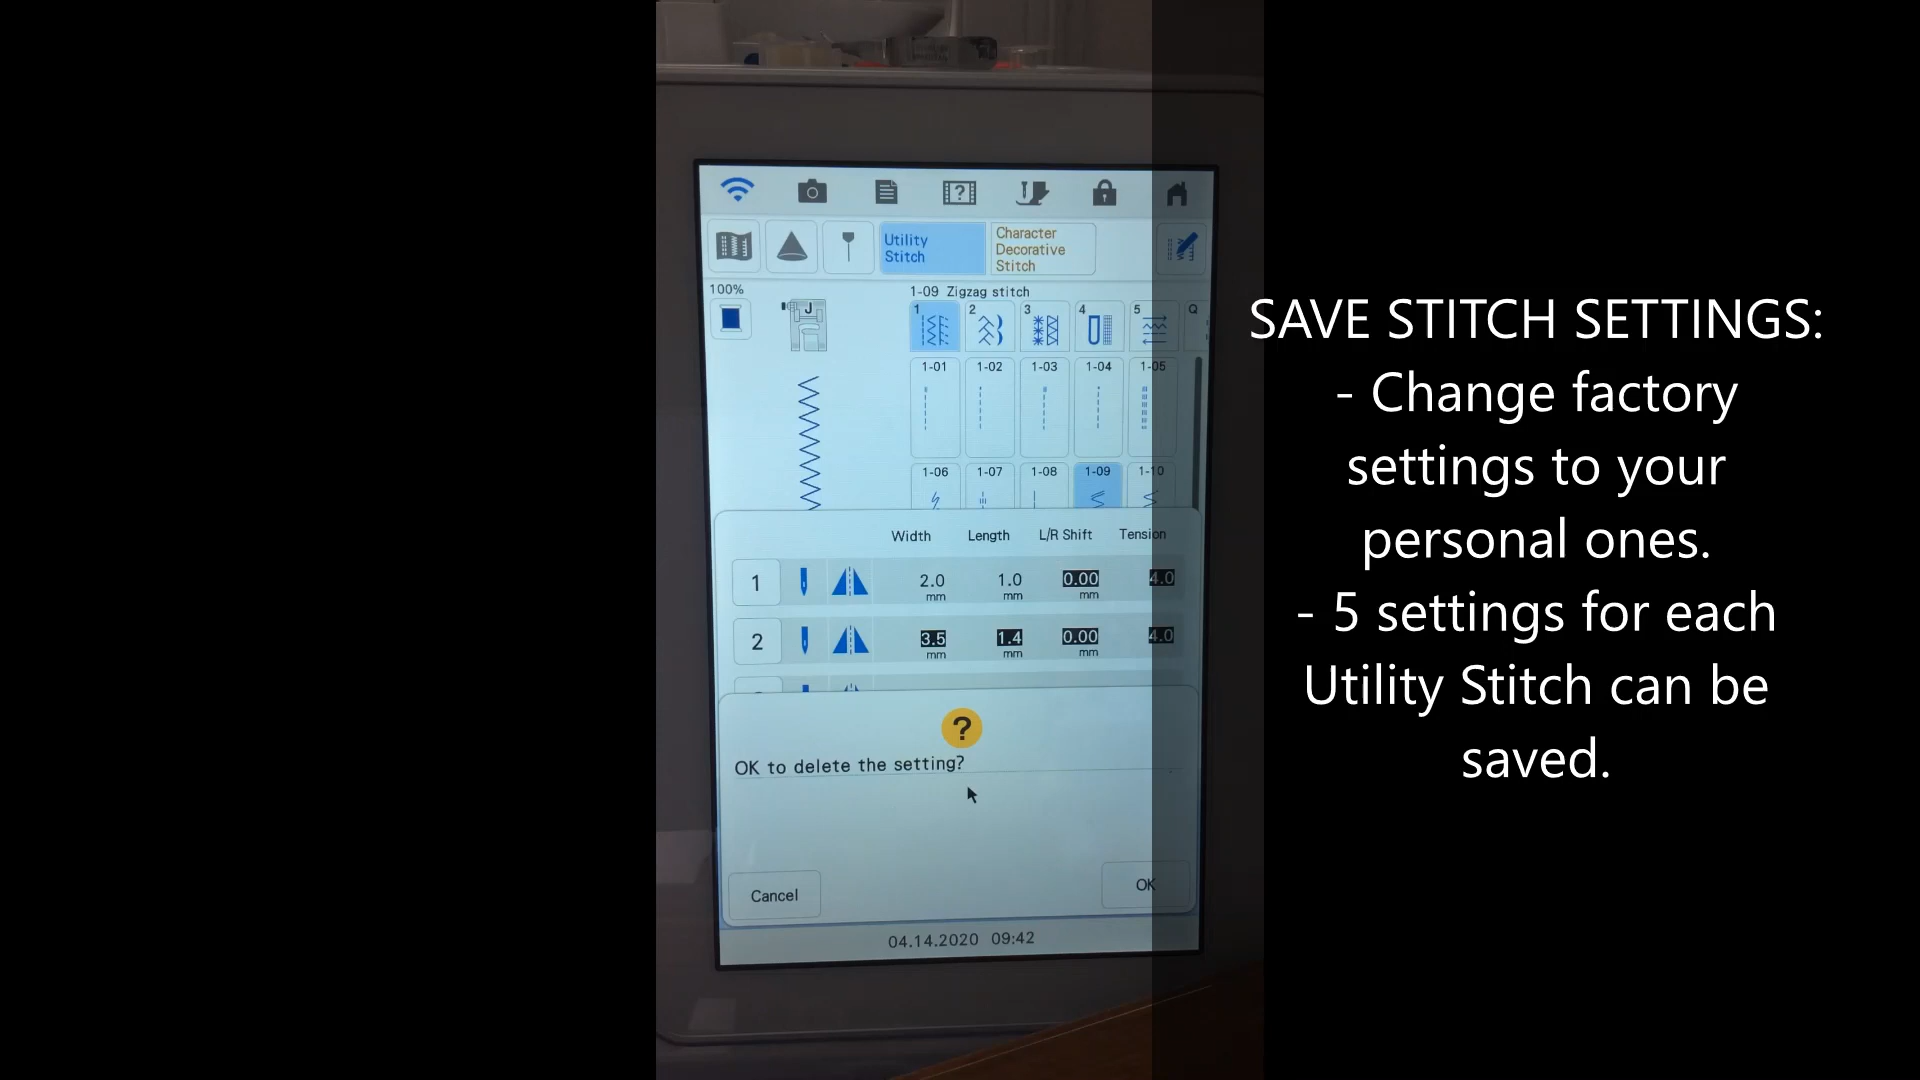 Utility
Stitch
Character
Decorative
Stitch
100%
J
1-09 Zigzag stitch
1 2 3 4 5 Q
1-01 1-02 1-03 1-04 1-05
1-06 1-07 1-08 1-09 1-10
Width Length L/R Shift Tension
1 2.0 mm 1.0 mm 0.00 mm 4.0
2 3.5 mm 1.4 mm 0.00 mm 4.0
?
OK to delete the setting?
Cancel OK
04.14.2020 09:42
SAVE STITCH SETTINGS:
- Change factory
settings to your
personal ones.
- 5 settings for each
Utility Stitch can be
saved.